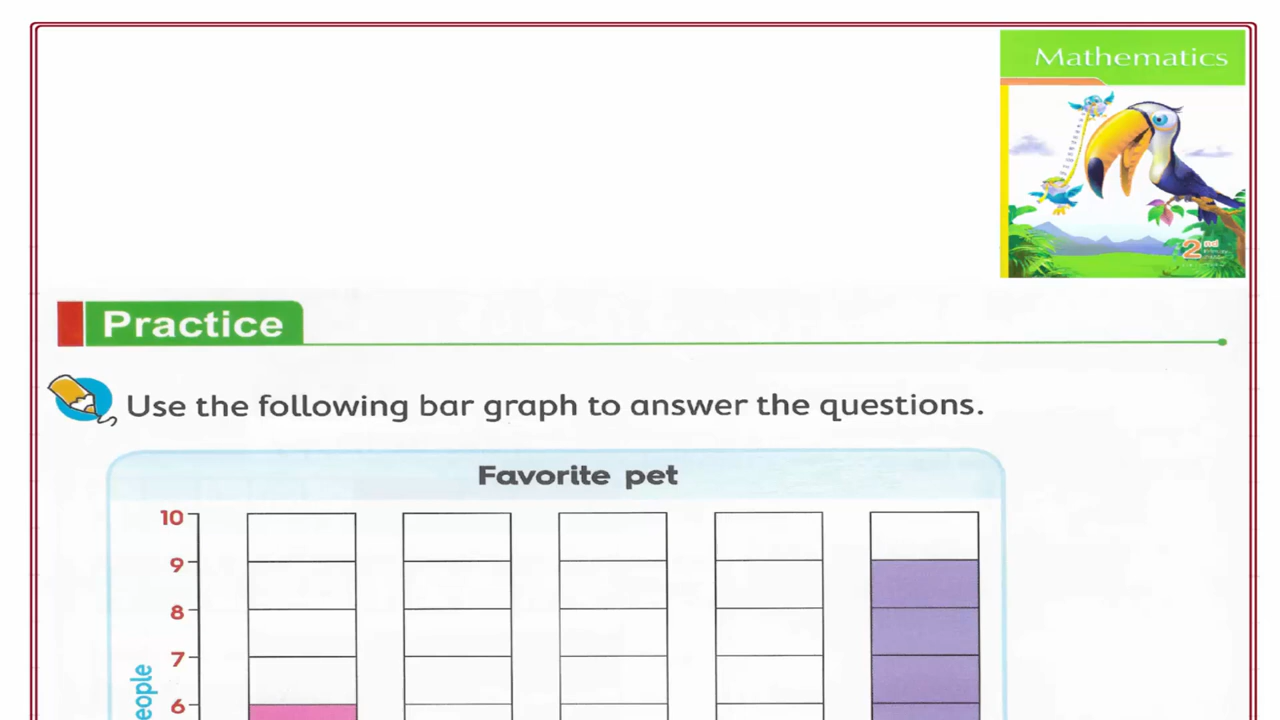 Mathematics
2nd
Practice
Use the following bar graph to answer the questions.
Favorite pet
10
9
8
7
6
eople